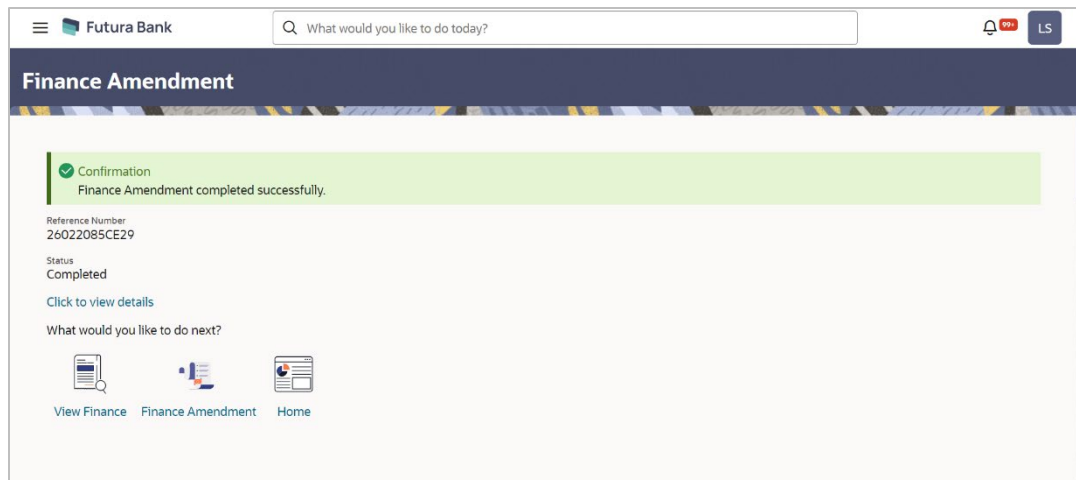 Futura Bank
What would you like to do today?
99+
LS
Finance Amendment
Confirmation
Finance Amendment completed successfully.
Reference Number
26022085CE29
Status
Completed
Click to view details
What would you like to do next?
View Finance Finance Amendment Home